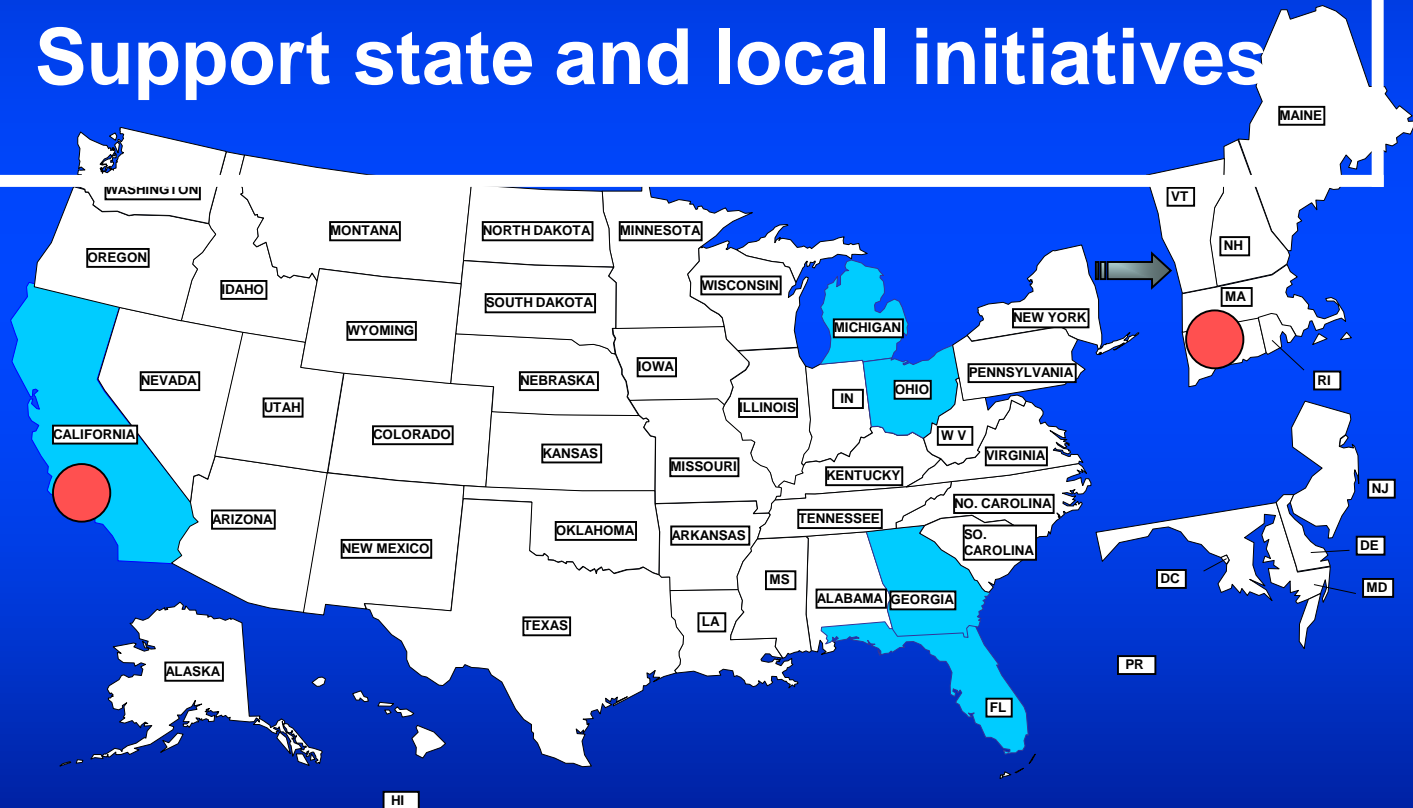 Support state and local initiatives
MAINE
WASHINGTON
VT
MONTANA
NORTH DAKOTA
MINNESOTA
NH
OREGON
IDAHO
WISCONSIN
SOUTH DAKOTA
MA
NEW YORK
WYOMING
MICHIGAN
IOWA
PENNSYLVANIA
NEVADA
NEBRASKA
RI
OHIO
IN
UTAH
ILLINOIS
CALIFORNIA
COLORADO
W V
KANSAS
VIRGINIA
MISSOURI
KENTUCKY
NJ
NO. CAROLINA
ARIZONA
TENNESSEE
OKLAHOMA
ARKANSAS
SO.
CAROLINA
DE
NEW MEXICO
MS
DC
MD
ALABAMA
GEORGIA
LA
TEXAS
PR
ALASKA
FL
HI